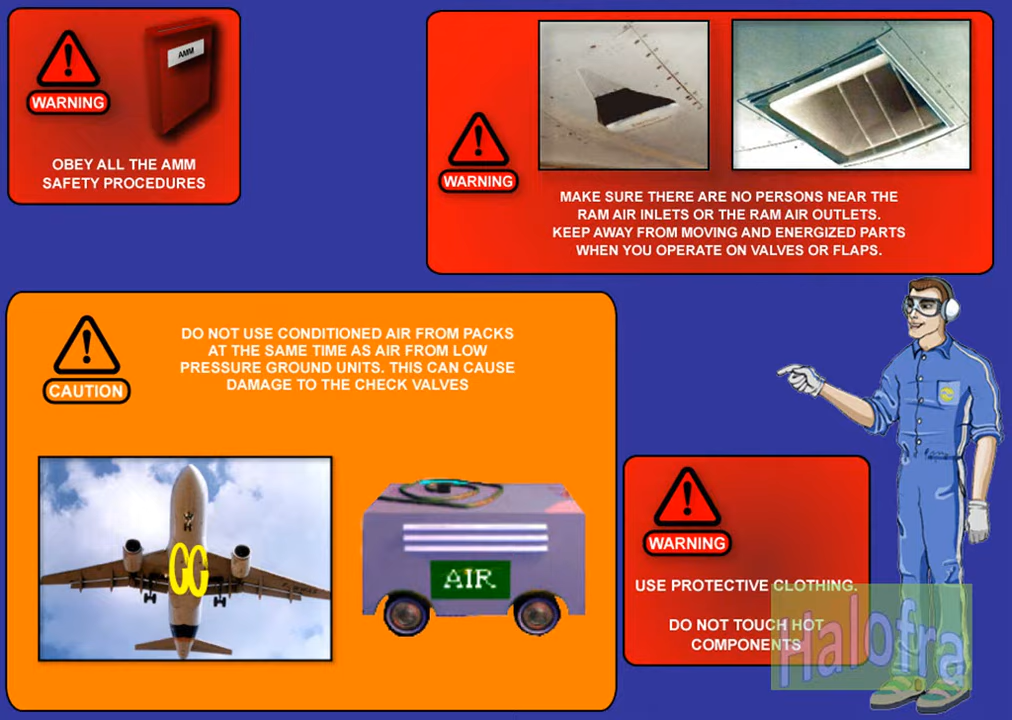 AMM
WARNING
OBEY ALL THE AMM
SAFETY PROCEDURES
WARNING
MAKE SURE THERE ARE NO PERSONS NEAR THE
RAM AIR INLETS OR THE RAM AIR OUTLETS.
KEEP AWAY FROM MOVING AND ENERGIZED PARTS
WHEN YOU OPERATE ON VALVES OR FLAPS.
CAUTION
DO NOT USE CONDITIONED AIR FROM PACKS
AT THE SAME TIME AS AIR FROM LOW
PRESSURE GROUND UNITS. THIS CAN CAUSE
DAMAGE TO THE CHECK VALVES
AIR
WARNING
USE PROTECTIVE CLOTHING.
DO NOT TOUCH HOT
COMPONENTS
Halofra